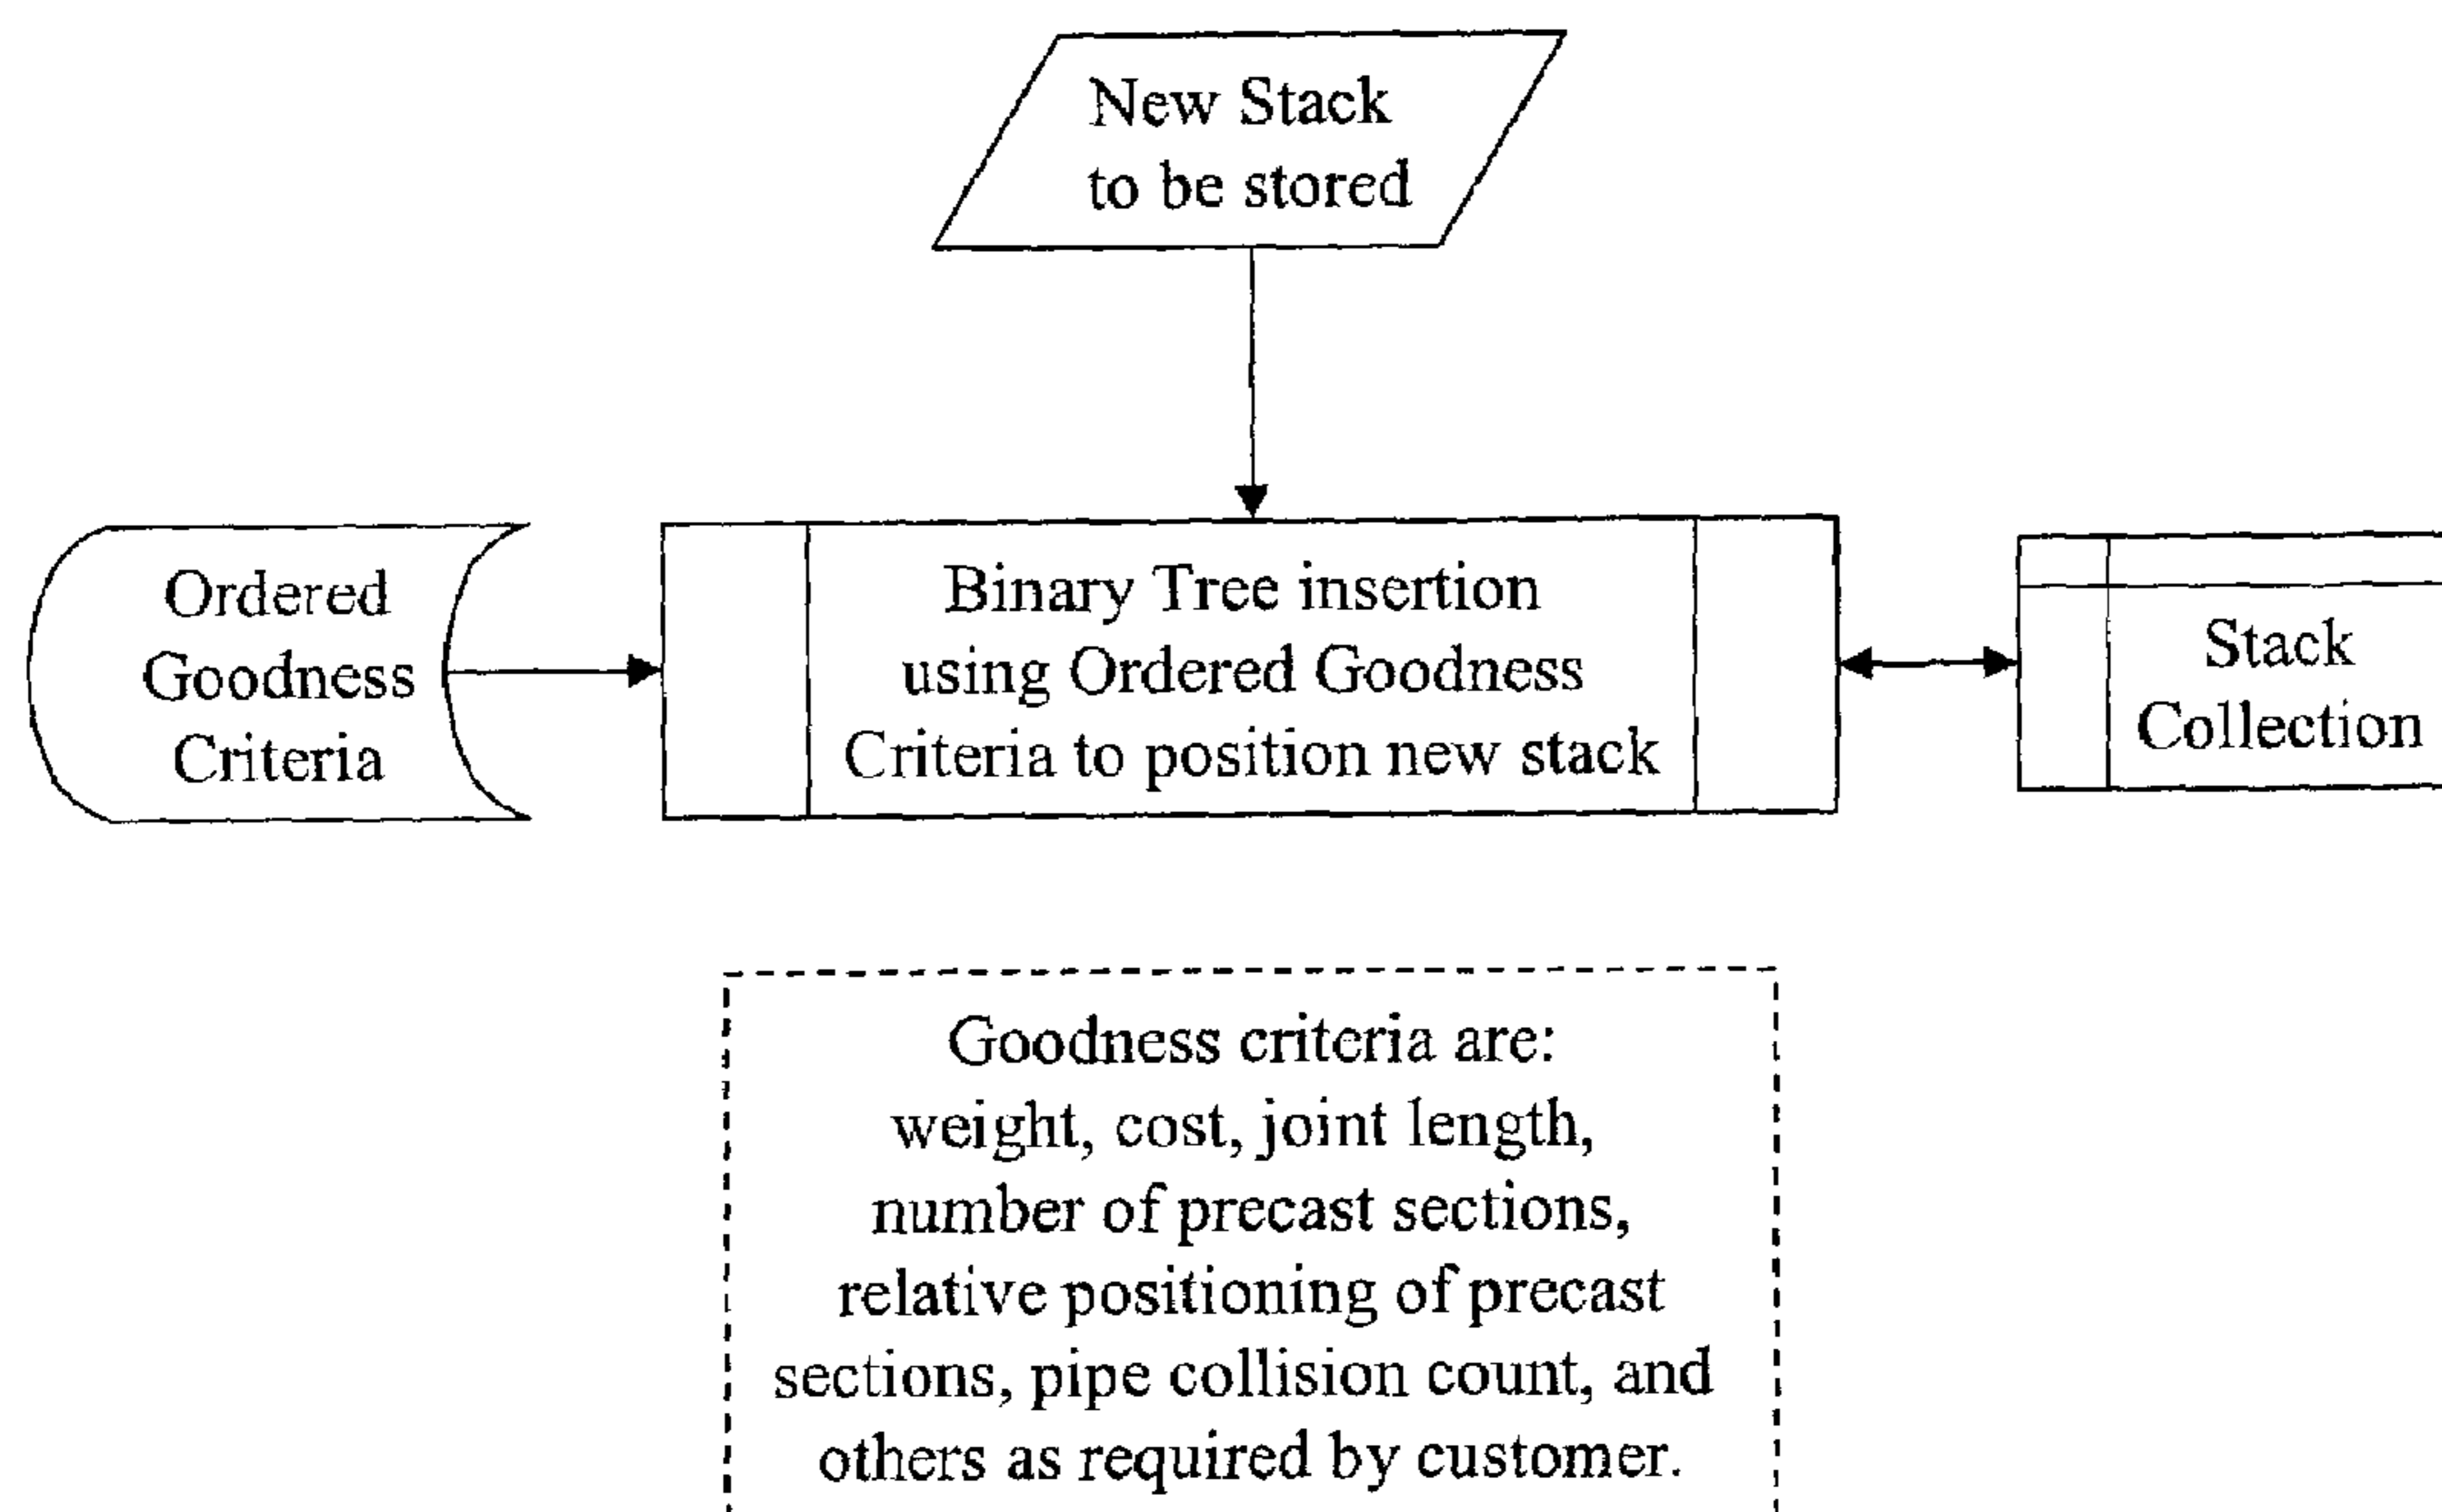 New Stack
to be stored
Ordered
Goodness
Criteria
Binary Tree insertion
using Ordered Goodness
Criteria to position new stack
Stack
Collection
Goodness criteria are:
weight, cost, joint length,
number of precast sections,
relative positioning of precast
sections, pipe collision count, and
others as required by customer.